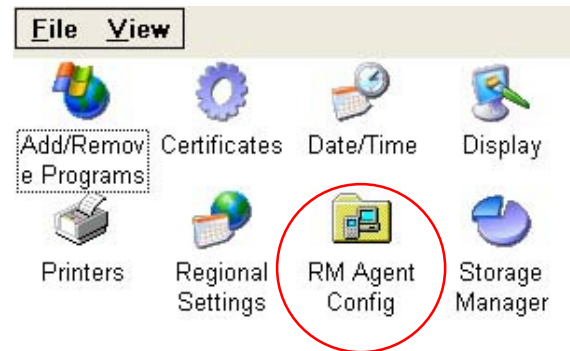 File View
Add/Remov Certificates Date/Time Display
e Programs
Printers Regional RM Agent Storage
Settings Config Manager